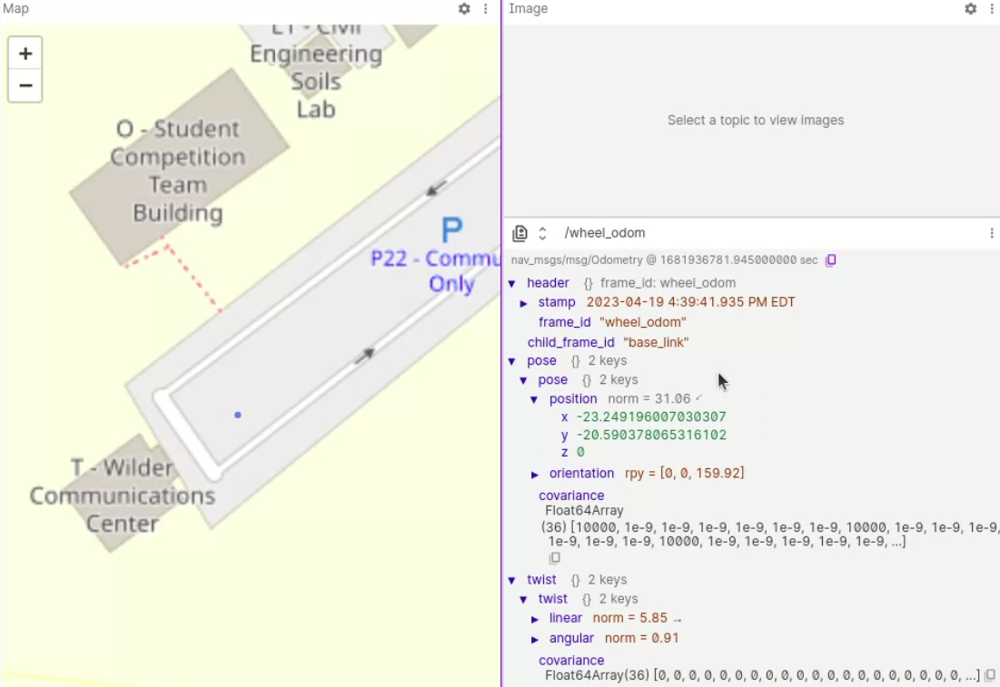 Map
+
−
L1 - Civil
Engineering
Soils
Lab
O - Student
Competition
Team
Building
P
P22 - Commu
Only
T - Wilder
Communications
Center
Image
Select a topic to view images
/wheel_odom
nav_msgs/msg/Odometry @ 1681936781.945000000 sec
header {} frame_id: wheel_odom
stamp 2023-04-19 4:39:41.935 PM EDT
frame_id "wheel_odom"
child_frame_id "base_link"
pose {} 2 keys
pose {} 2 keys
position norm = 31.06
x -23.249196007030307
y -20.590378065316102
z 0
orientation rpy = [0, 0, 159.92]
covariance
Float64Array
(36) [10000, 1e-9, 1e-9, 1e-9, 1e-9, 1e-9, 1e-9, 10000, 1e-9, 1e-9, 1e-9,
1e-9, 1e-9, 1e-9, 10000, 1e-9, 1e-9, 1e-9, 1e-9, 1e-9, ...]
twist {} 2 keys
twist {} 2 keys
linear norm = 5.85 →
angular norm = 0.91
covariance
Float64Array(36) [0, 0, 0, 0, 0, 0, 0, 0, 0, 0, 0, 0, 0, 0, 0, 0, 0, 0, 0, 0, ...]